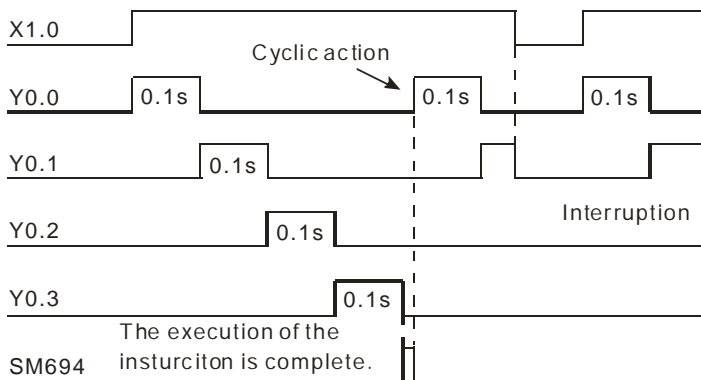 X1.0
Cyclic action
Y0.0
0.1s
0.1s
0.1s
Y0.1
0.1s
Interruption
Y0.2
0.1s
Y0.3
0.1s
The execution of the
insturciton is complete.
SM694